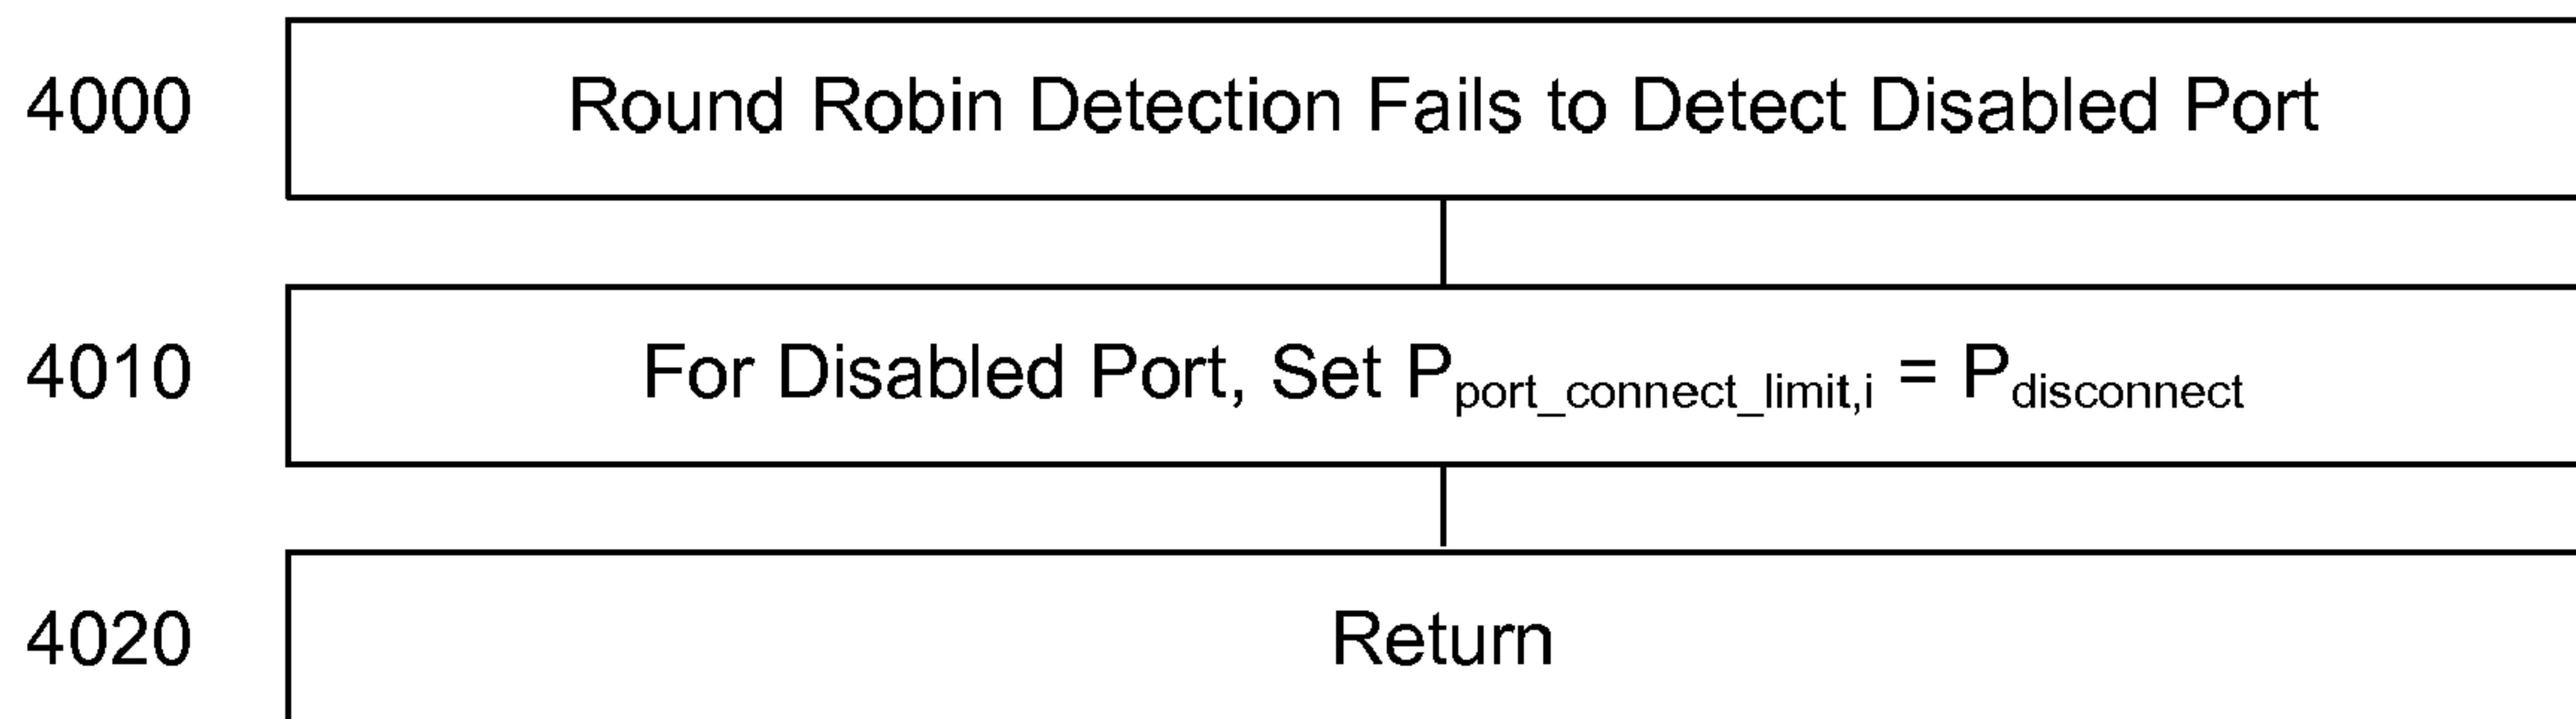 4000 Round Robin Detection Fails to Detect Disabled Port
4010 For Disabled Port, Set Pport_connect_limit,i = Pdisconnect
4020 Return